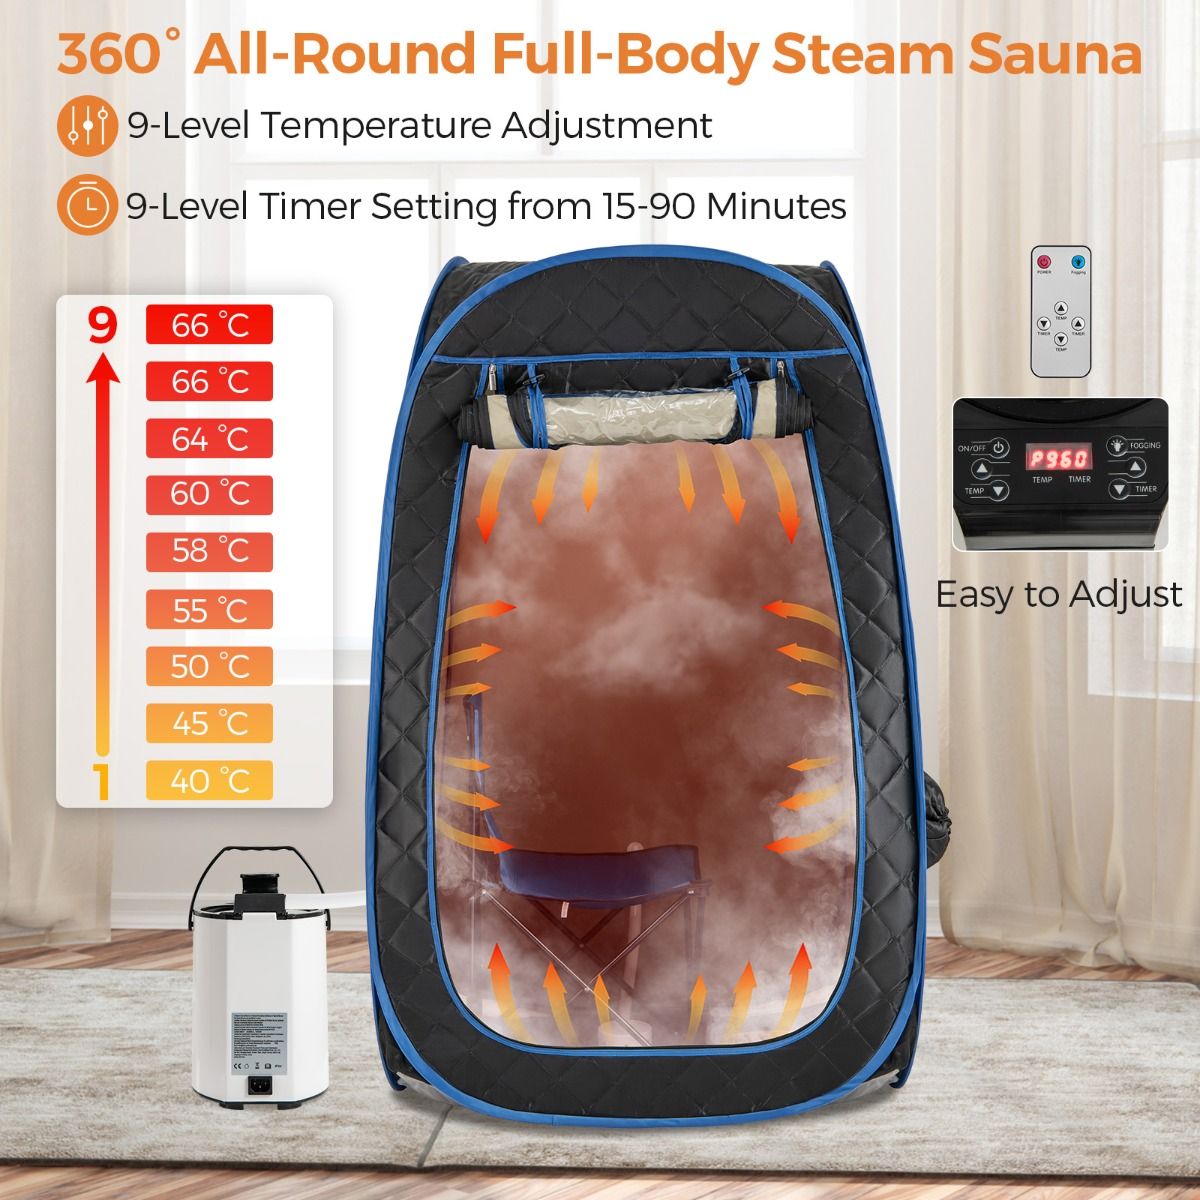 360° All-Round Full-Body Steam Sauna
9-Level Temperature Adjustment
9-Level Timer Setting from 15-90 Minutes
9
66 °C
66 °C
64 °C
60 °C
58 °C
55 °C
50 °C
45 °C
1
40 °C
POWER
Fogging
TEMP
TIMER
TIMER
TEMP
ON/OFF
P960
FOGGING
TEMP
TEMP
TIMER
TIMER
Easy to Adjust